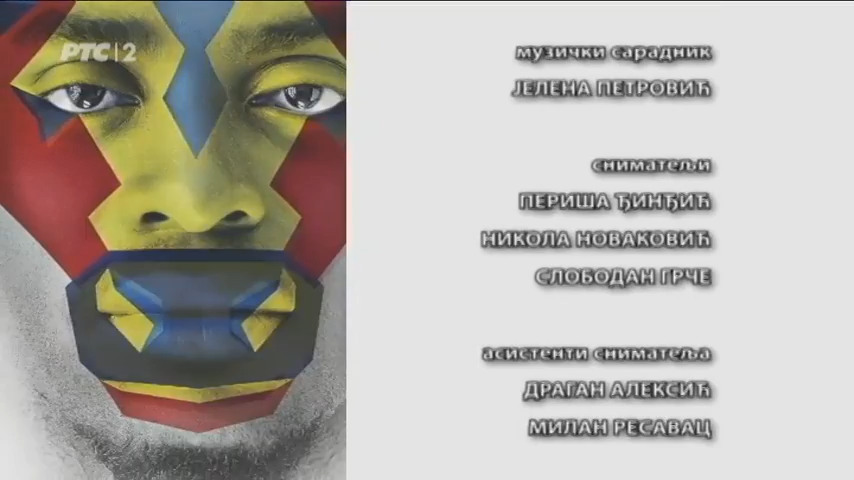 РТС|2
музички сарадник
ЈЕЛЕНА ПЕТРОВИЋ
сниматељи
ПЕРИША ЂИНЂИЋ
НИКОЛА НОВАКОВИЋ
СЛОБОДАН ГРЧЕ
асистенти сниматеља
ДРАГАН АЛЕКСИЋ
МИЛАН РЕСАВАЦ